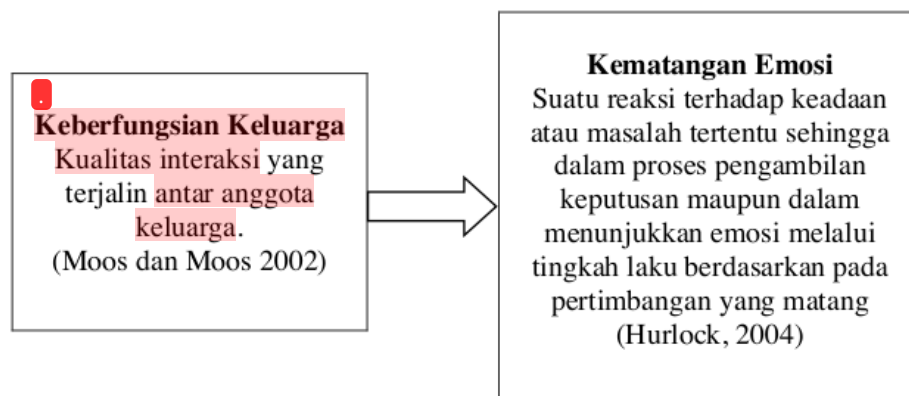 .
Keberfungsian Keluarga
Kualitas interaksi yang
terjalin antar anggota
keluarga.
(Moos dan Moos 2002)
Kematangan Emosi
Suatu reaksi terhadap keadaan
atau masalah tertentu sehingga
dalam proses pengambilan
keputusan maupun dalam
menunjukkan emosi melalui
tingkah laku berdasarkan pada
pertimbangan yang matang
(Hurlock, 2004)